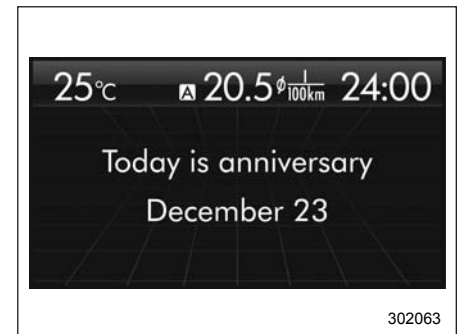 25°C A 20.5 ø l/100km 24:00
Today is anniversary
December 23
302063